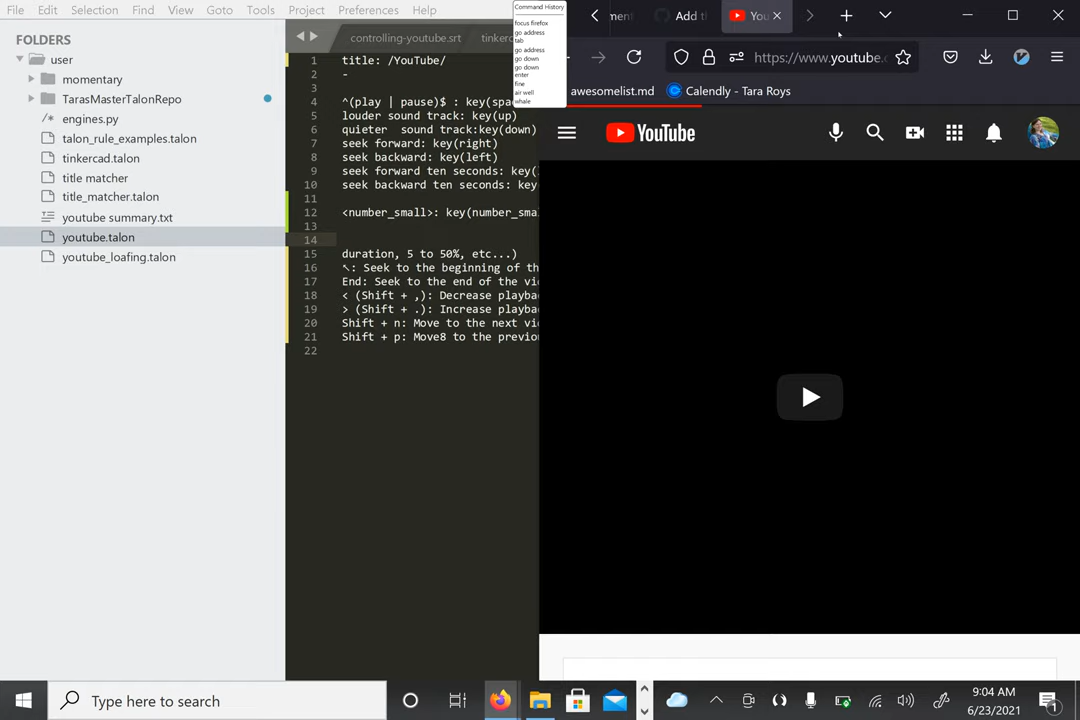 File Edit Selection Find View Goto Tools Project Preferences Help
FOLDERS
user
momentary
TarasMasterTalonRepo
engines.py
talon_rule_examples.talon
tinkercad.talon
title matcher
title_matcher.talon
youtube summary.txt
youtube.talon
youtube_loafing.talon
controlling-youtube.srt
tinker
1 title: /YouTube/
2 -
3
4 ^(play | pause)$ : key(spa
5 louder sound track: key(up)
6 quieter  sound track:key(down)
7 seek forward: key(right)
8 seek backward: key(left)
9 seek forward ten seconds: key(
10 seek backward ten seconds: key
11
12 <number_small>: key(number_sma
13
14
15 duration, 5 to 50%, etc...)
16 ↖: Seek to the beginning of th
17 End: Seek to the end of the vi
18 < (Shift + ,): Decrease playba
19 > (Shift + .): Increase playba
20 Shift + n: Move to the next vi
21 Shift + p: Move8 to the previo
22
Command History
focus firefox
go address
tab
go address
go down
go down
enter
fine
air well
whale
ment
Add t
You
https://www.youtube.c
awesomelist.md
Calendly - Tara Roys
YouTube
Type here to search
9:04 AM
6/23/2021
1